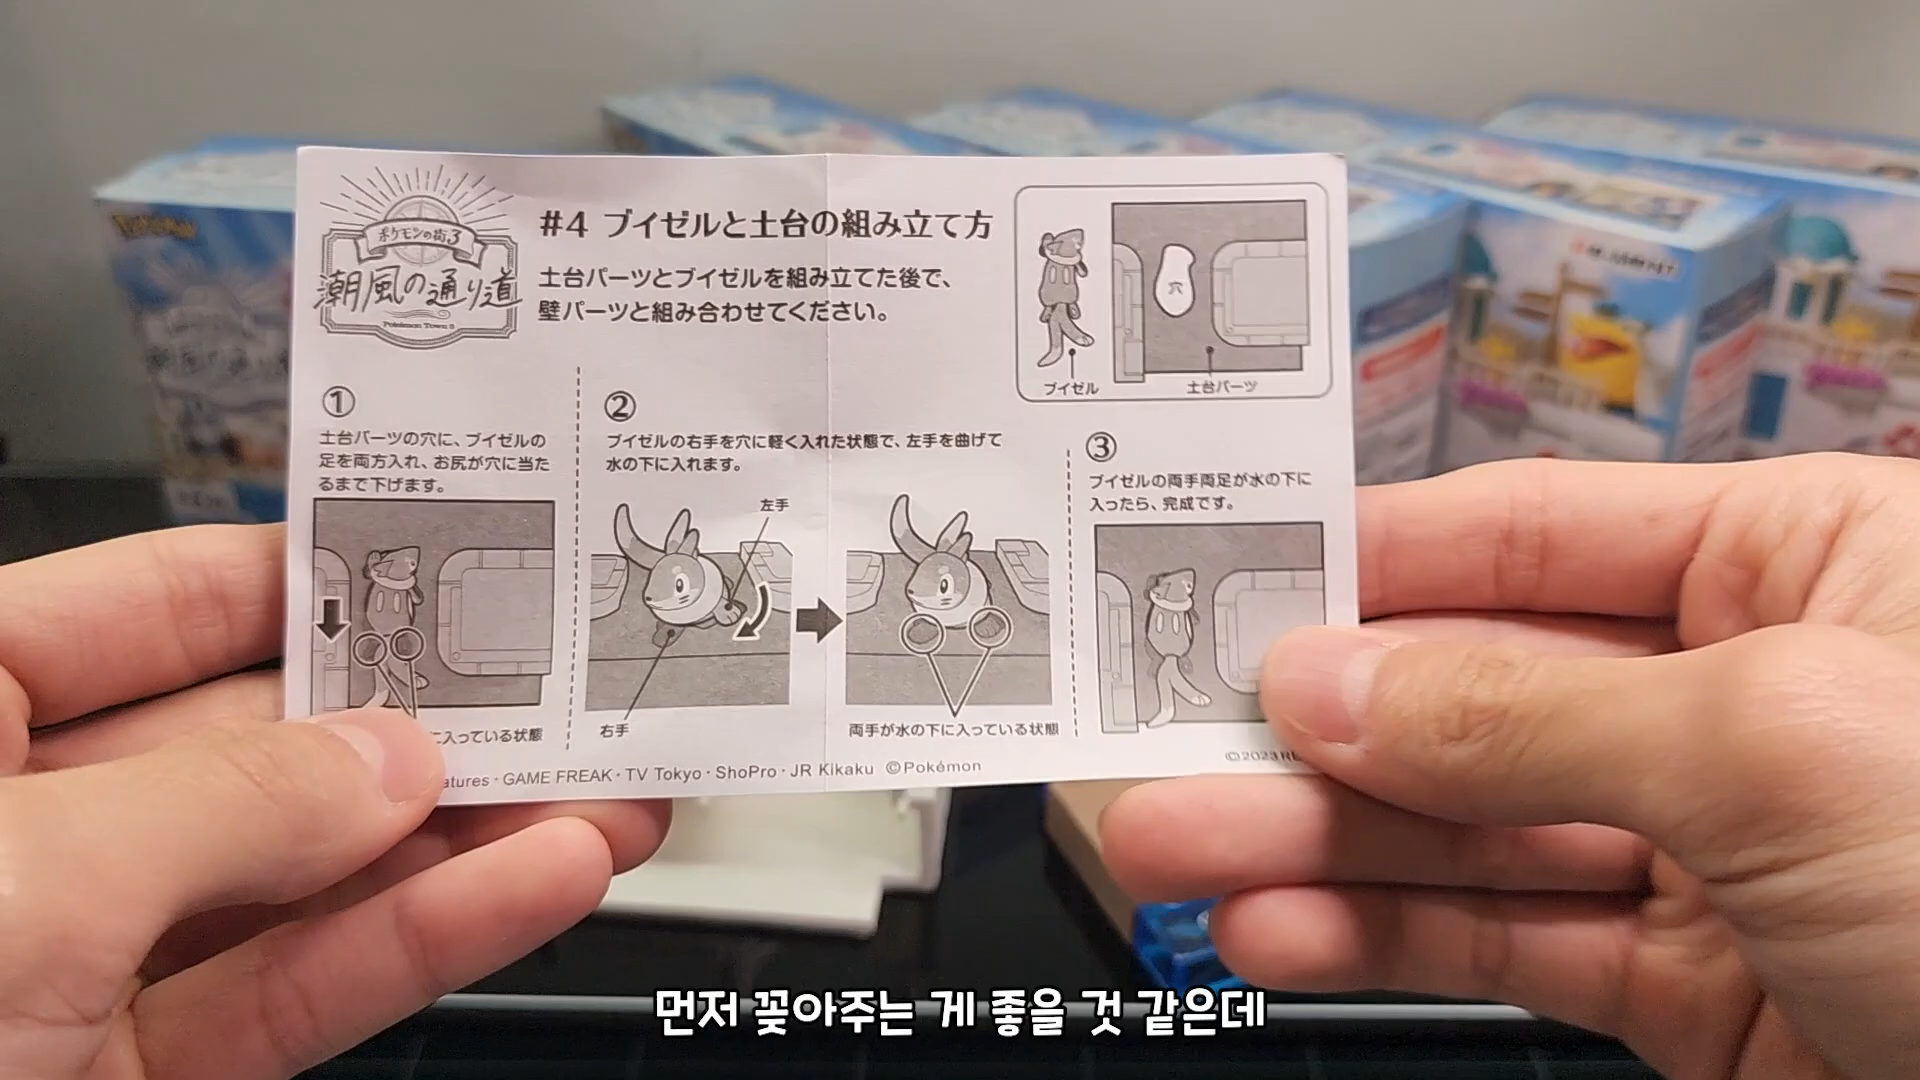 ポケモンの街3
潮風の通り道
Pokémon Town 3
#4 ブイゼルと土台の組み立て方
土台パーツとブイゼルを組み立てた後で、
壁パーツと組み合わせてください。
穴
ブイゼル
土台パーツ
①
土台パーツの穴に、ブイゼルの
足を両方入れ、お尻が穴に当た
るまで下げます。
に入っている状態
②
ブイゼルの右手を穴に軽く入れた状態で、左手を曲げて
水の下に入れます。
左手
右手
両手が水の下に入っている状態
③
ブイゼルの両手両足が水の下に
入ったら、完成です。
atures・GAME FREAK・TV Tokyo・ShoPro・JR Kikaku ©Pokémon
©2023 RE
Pokémon
RE-MENT
먼저 꽂아주는 게 좋을 것 같은데